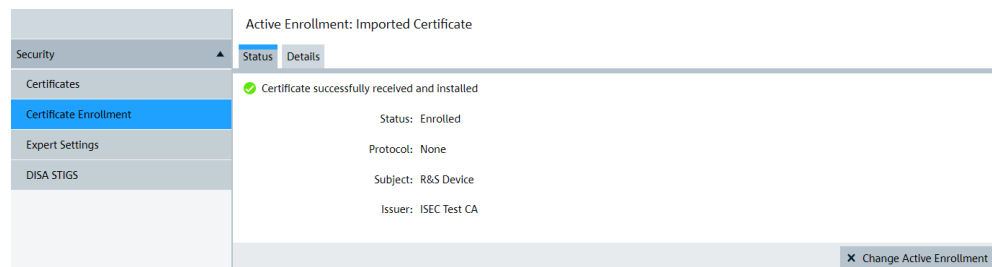 Active Enrollment: Imported Certificate
Security
Status Details
Certificates
Certificate successfully received and installed
Certificate Enrollment
Status: Enrolled
Expert Settings
Protocol: None
DISA STIGS
Subject: R&S Device
Issuer: ISEC Test CA
Change Active Enrollment